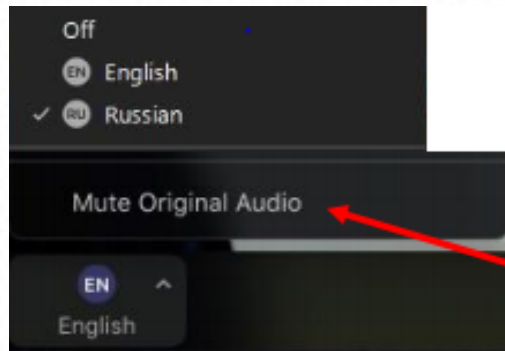 Off
EN English
RU Russian
Mute Original Audio
EN
English